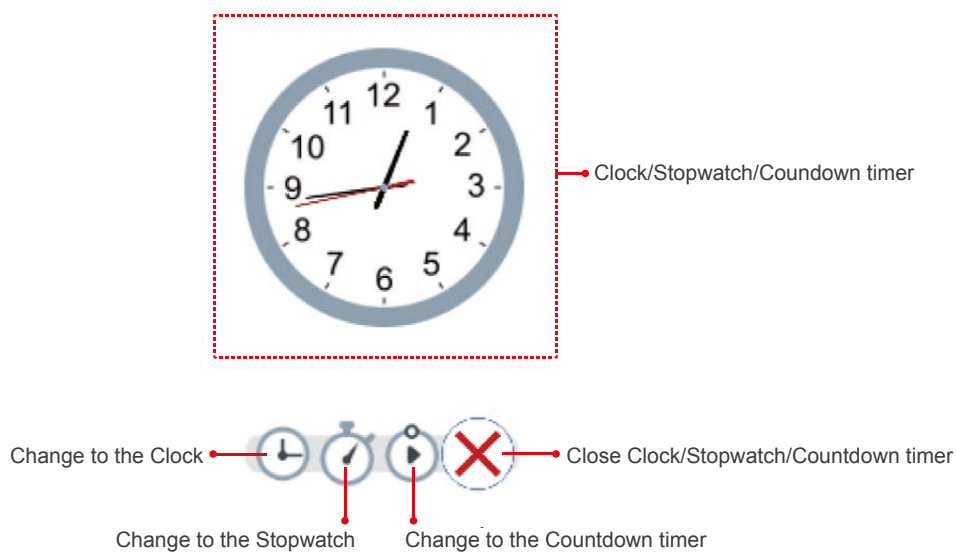 12
11
1
10
2
9
3
8
4
7
5
6
Clock/Stopwatch/Coundown timer
Change to the Clock
Close Clock/Stopwatch/Countdown timer
Change to the Stopwatch
Change to the Countdown timer